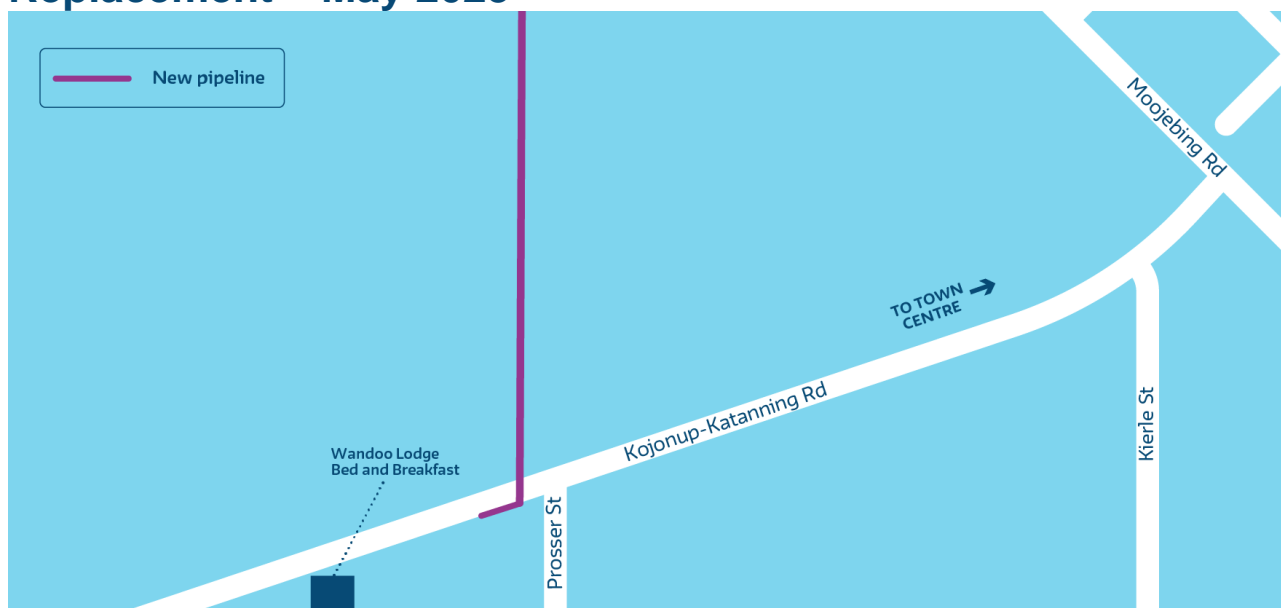 New pipeline
Moojebing Rd
TO TOWN
CENTRE
Kojonup-Katanning Rd
Kierle St
Wandoo Lodge
Bed and Breakfast
Prosser St